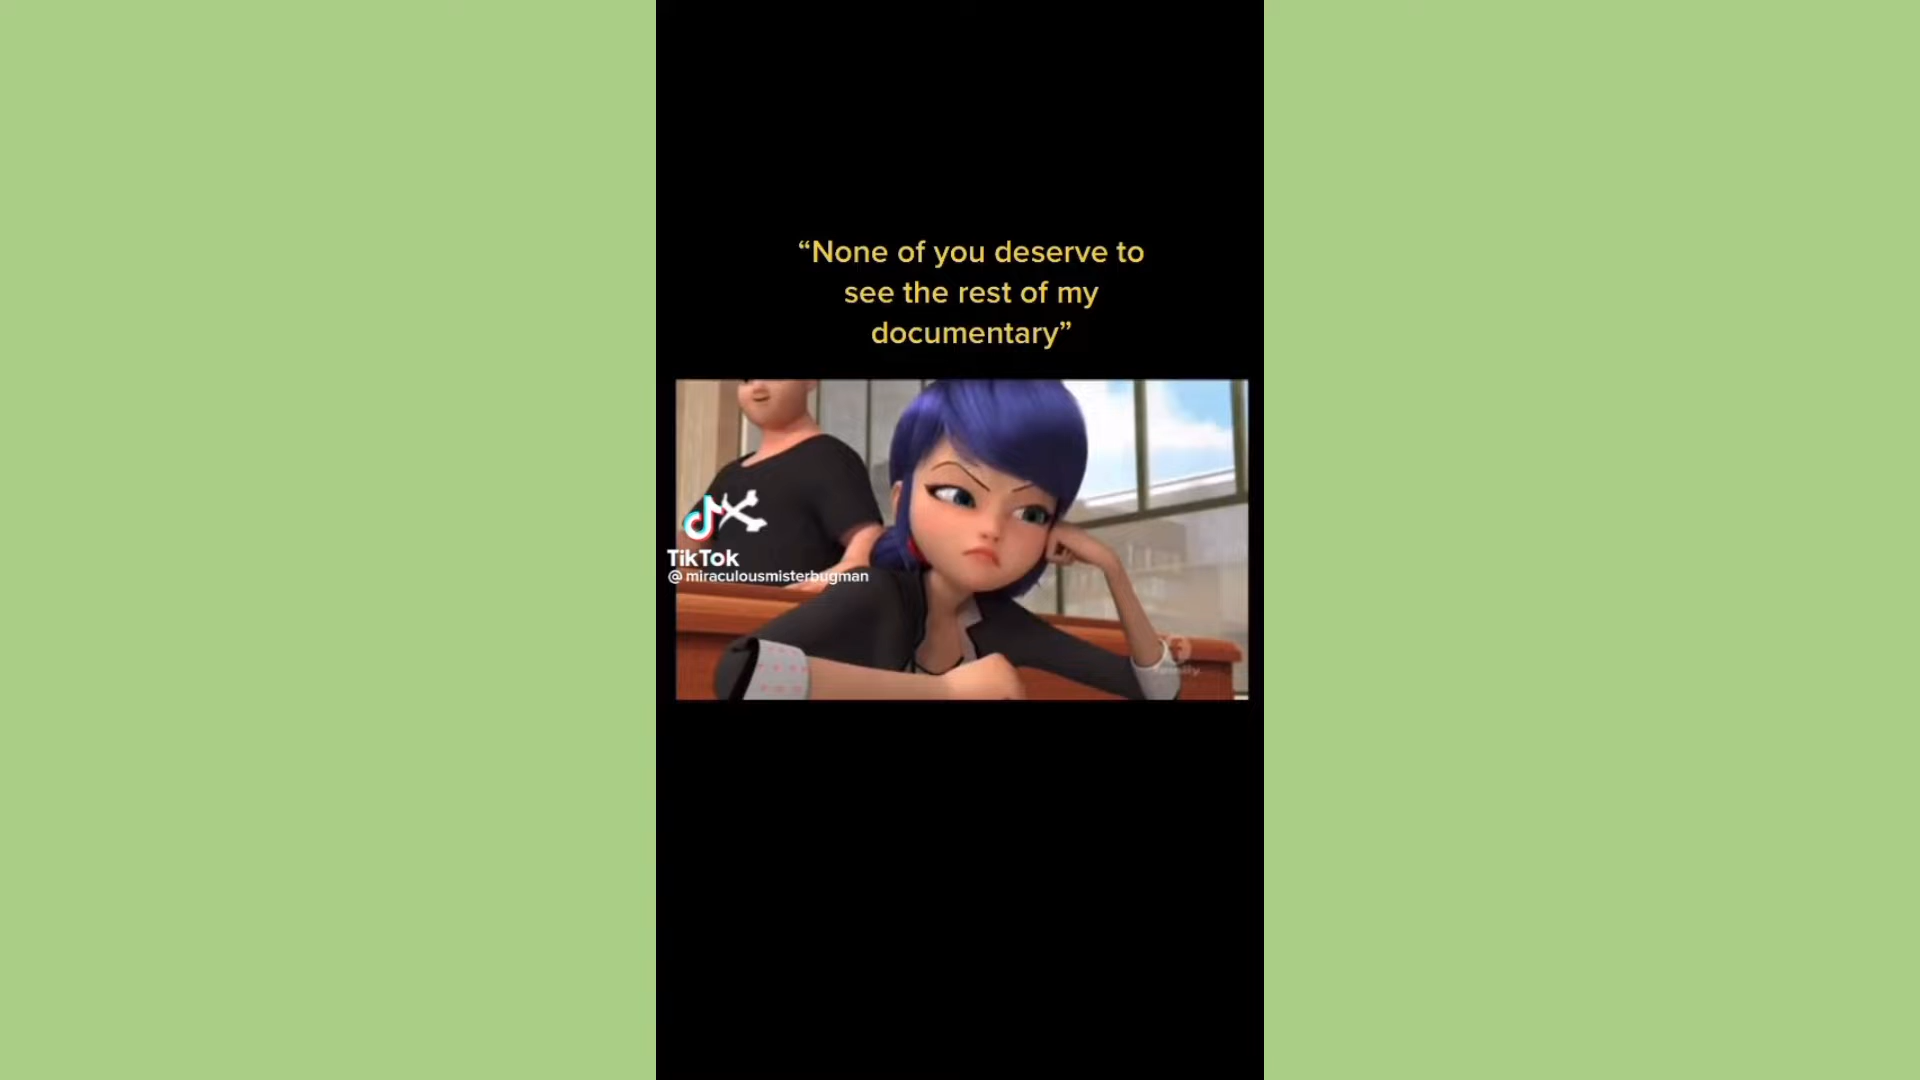 “None of you deserve to
see the rest of my
documentary”
TikTok
@miraculousmisterbugman